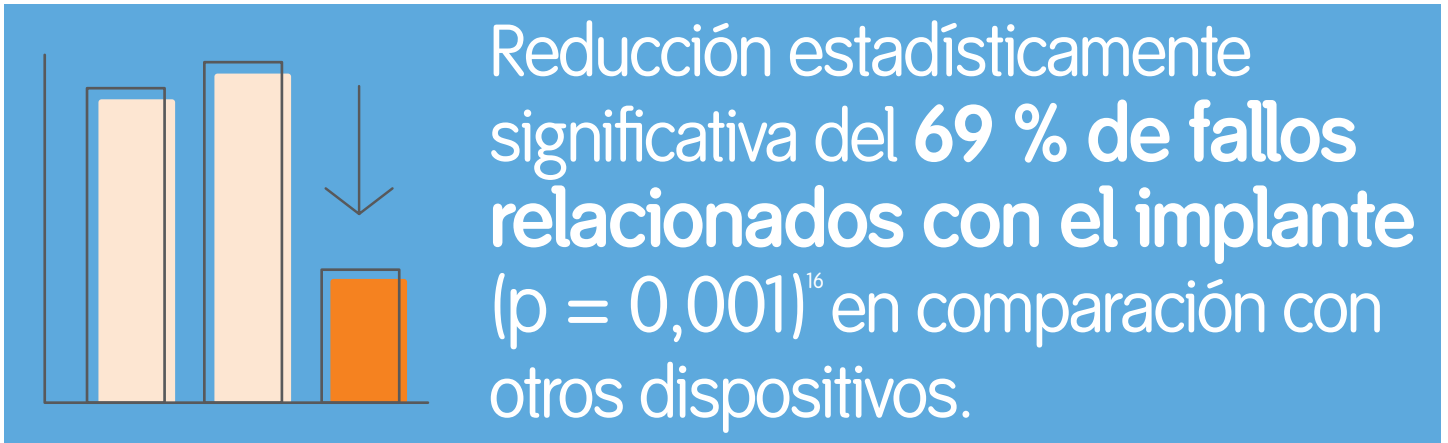 Reducción estadísticamente
significativa del 69 % de fallos
relacionados con el implante
(p = 0,001)¹⁶ en comparación con
otros dispositivos.